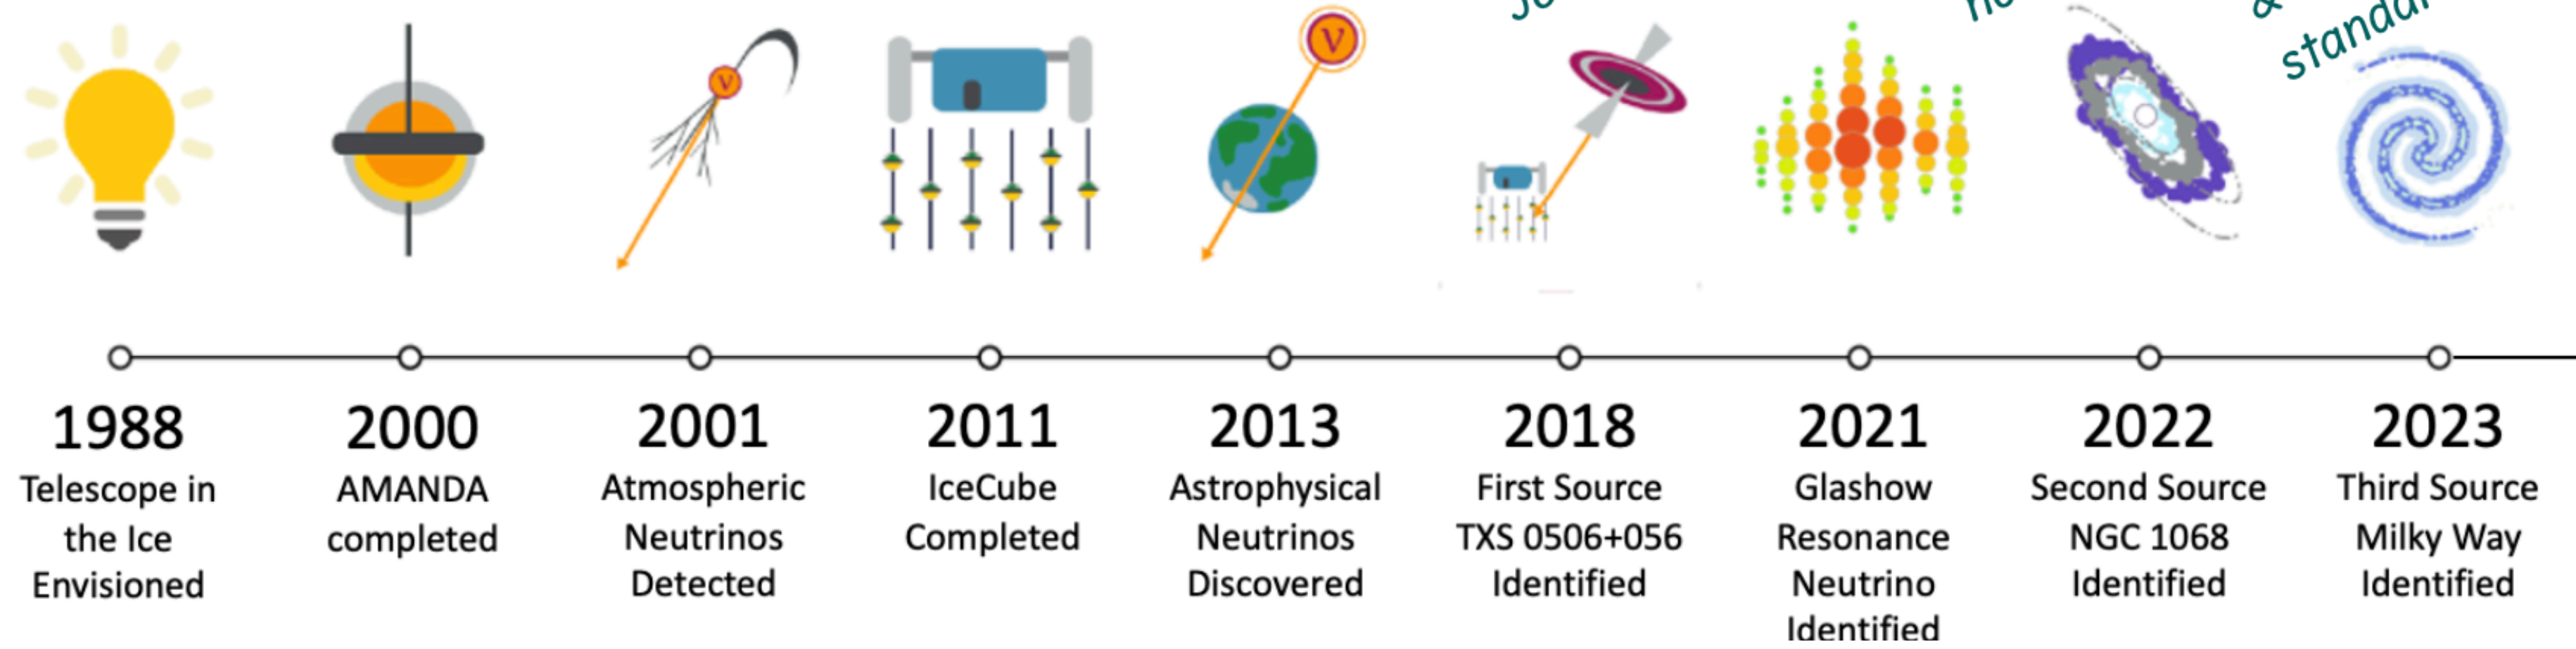 ν
ν
&
1988
Telescope in
the Ice
Envisioned
2000
AMANDA
completed
2001
Atmospheric
Neutrinos
Detected
2011
IceCube
Completed
2013
Astrophysical
Neutrinos
Discovered
2018
First Source
TXS 0506+056
Identified
2021
Glashow
Resonance
Neutrino
Identified
2022
Second Source
NGC 1068
Identified
2023
Third Source
Milky Way
Identified